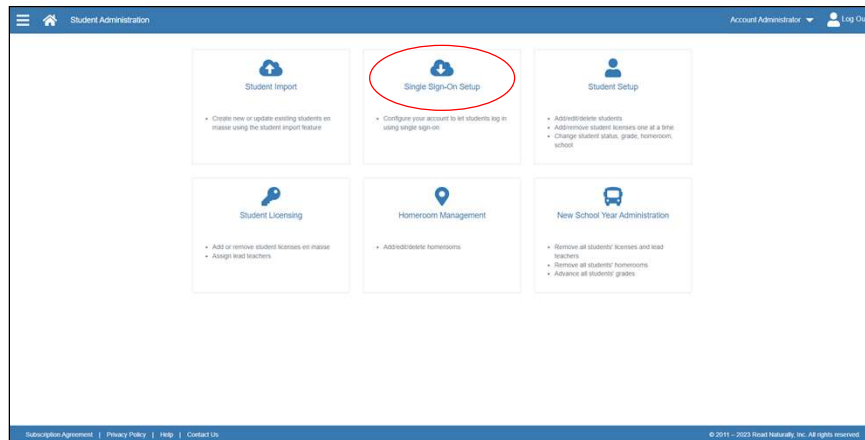 Student Administration
Account Administrator
Log Ou
Student Import
Single Sign-On Setup
Student Setup
• Create new or update existing students en
masse using the student import feature
• Configure your account to let students log in
using single sign-on
• Add/edit/delete students
• Add/remove student licenses one at a time
• Change student status, grade, homeroom,
school
Student Licensing
Homeroom Management
New School Year Administration
• Add or remove student licenses en masse
• Assign lead teachers
• Add/edit/delete homerooms
• Remove all students' licenses and lead
teachers
• Remove all students' homerooms
• Advance all students' grades
Subscription Agreement | Privacy Policy | Help | Contact Us
© 2011 – 2023 Read Naturally, Inc. All rights reserved.